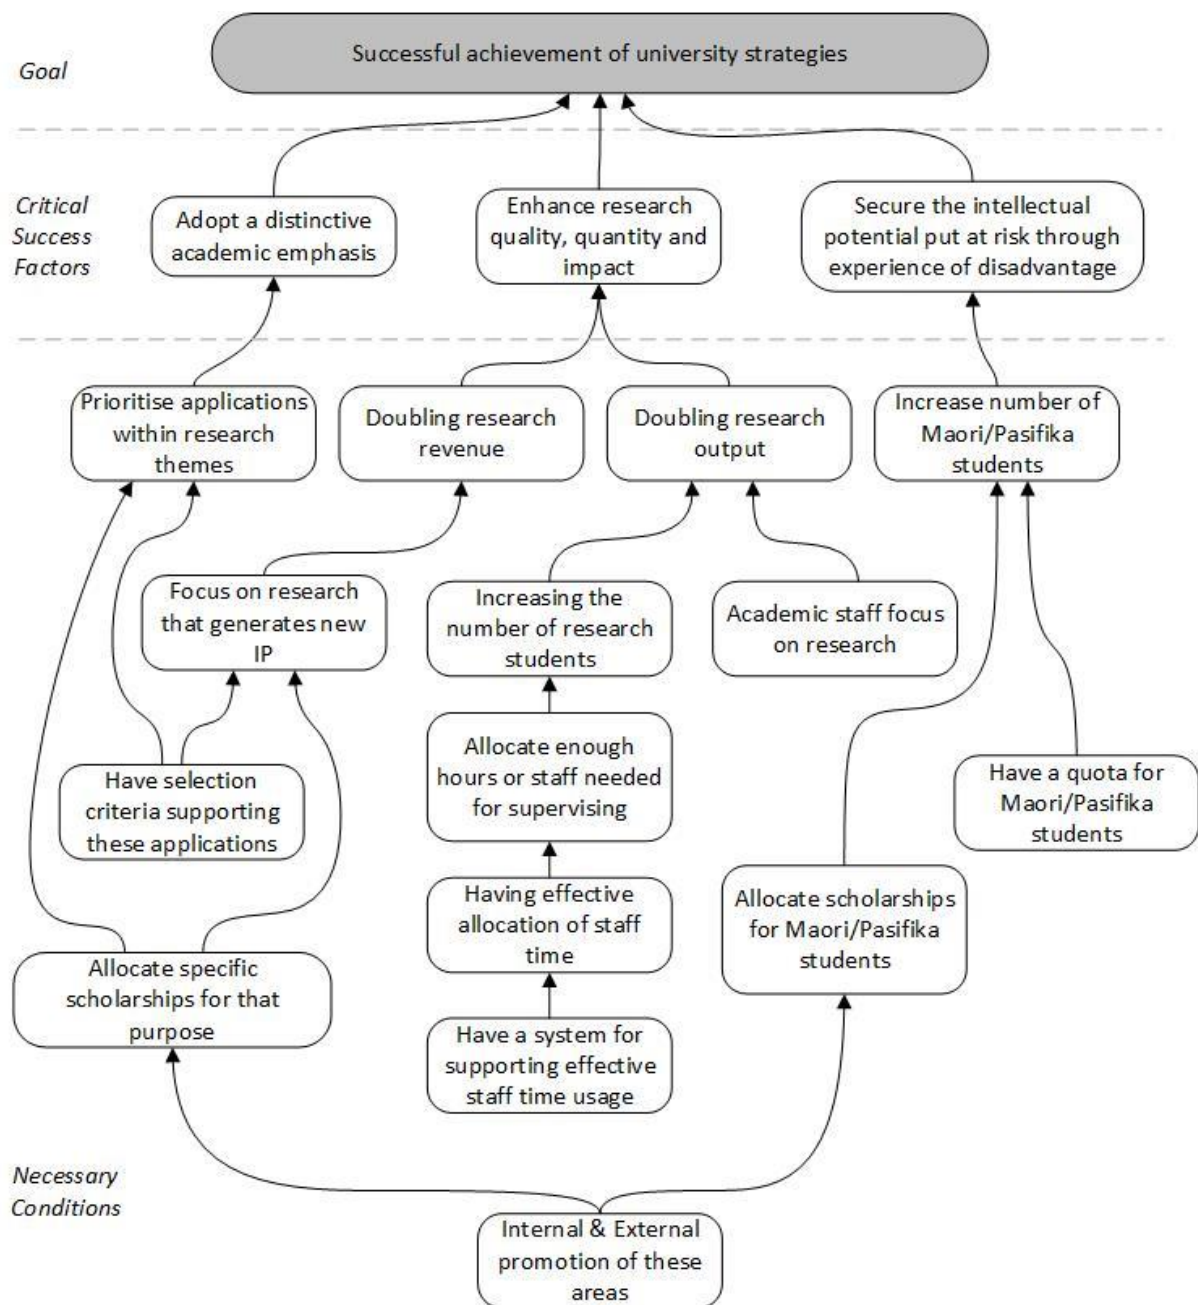 Goal
Successful achievement of university strategies
Critical
Success
Factors
Adopt a distinctive
academic emphasis
Enhance research
quality, quantity and
impact
Secure the intellectual
potential put at risk through
experience of disadvantage
Prioritise applications
within research
themes
Doubling research
revenue
Doubling research
output
Increase number of
Maori/Pasifika
students
Focus on research
that generates new
IP
Increasing the
number of research
students
Academic staff focus
on research
Have selection
criteria supporting
these applications
Allocate enough
hours or staff needed
for supervising
Have a quota for
Maori/Pasifika
students
Having effective
allocation of staff
time
Allocate scholarships
for Maori/Pasifika
students
Allocate specific
scholarships for that
purpose
Have a system for
supporting effective
staff time usage
Necessary
Conditions
Internal & External
promotion of these
areas